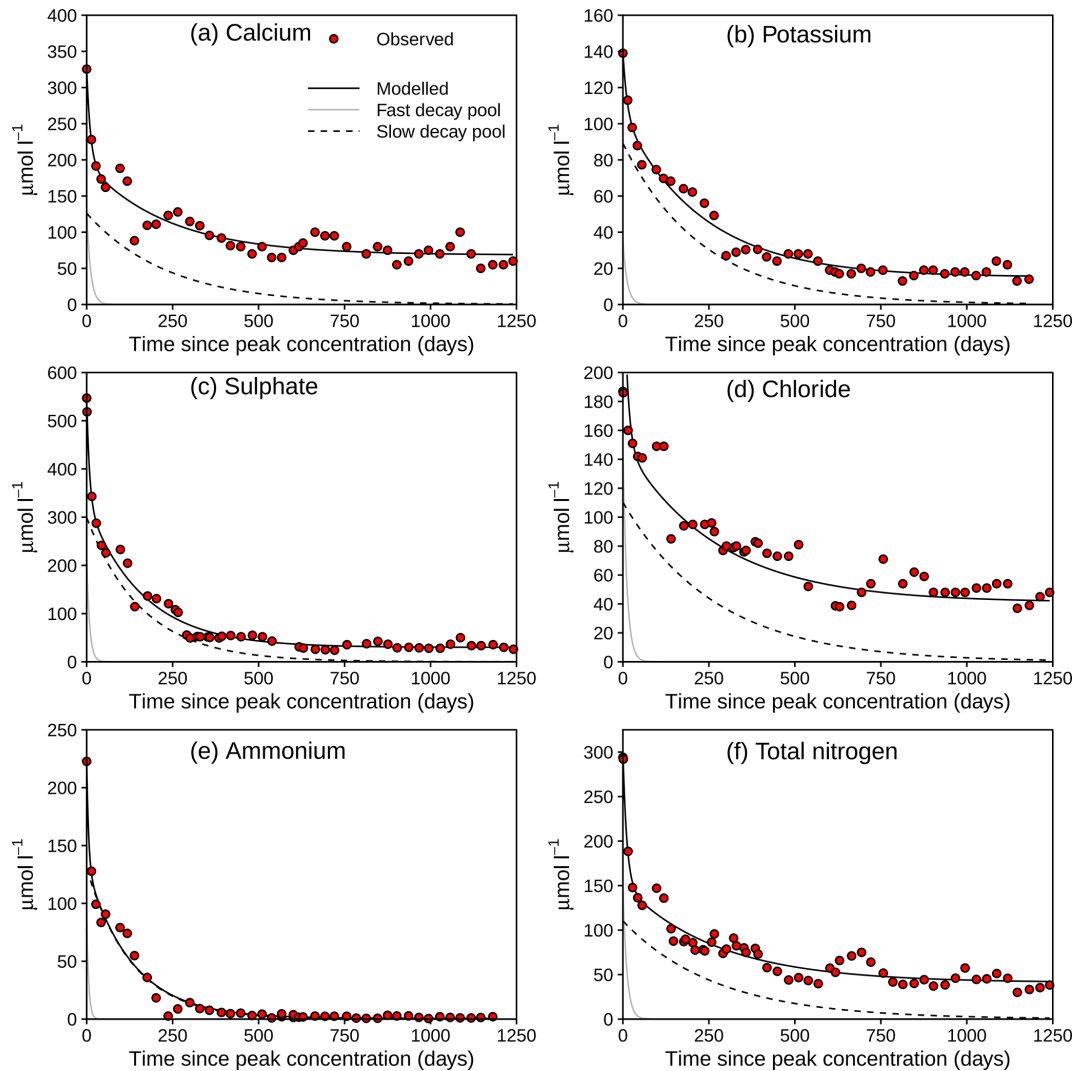 (a) Calcium
Observed
Modelled
Fast decay pool
Slow decay pool
400
350
300
250
200
150
100
50
0
µmol l⁻¹
0 250 500 750 1000 1250
Time since peak concentration (days)
(b) Potassium
160
140
120
100
80
60
40
20
0
µmol l⁻¹
0 250 500 750 1000 1250
Time since peak concentration (days)
(c) Sulphate
600
500
400
300
200
100
0
µmol l⁻¹
0 250 500 750 1000 1250
Time since peak concentration (days)
(d) Chloride
200
180
160
140
120
100
80
60
40
20
0
µmol l⁻¹
0 250 500 750 1000 1250
Time since peak concentration (days)
(e) Ammonium
250
200
150
100
50
0
µmol l⁻¹
0 250 500 750 1000 1250
Time since peak concentration (days)
(f) Total nitrogen
300
250
200
150
100
50
0
µmol l⁻¹
0 250 500 750 1000 1250
Time since peak concentration (days)